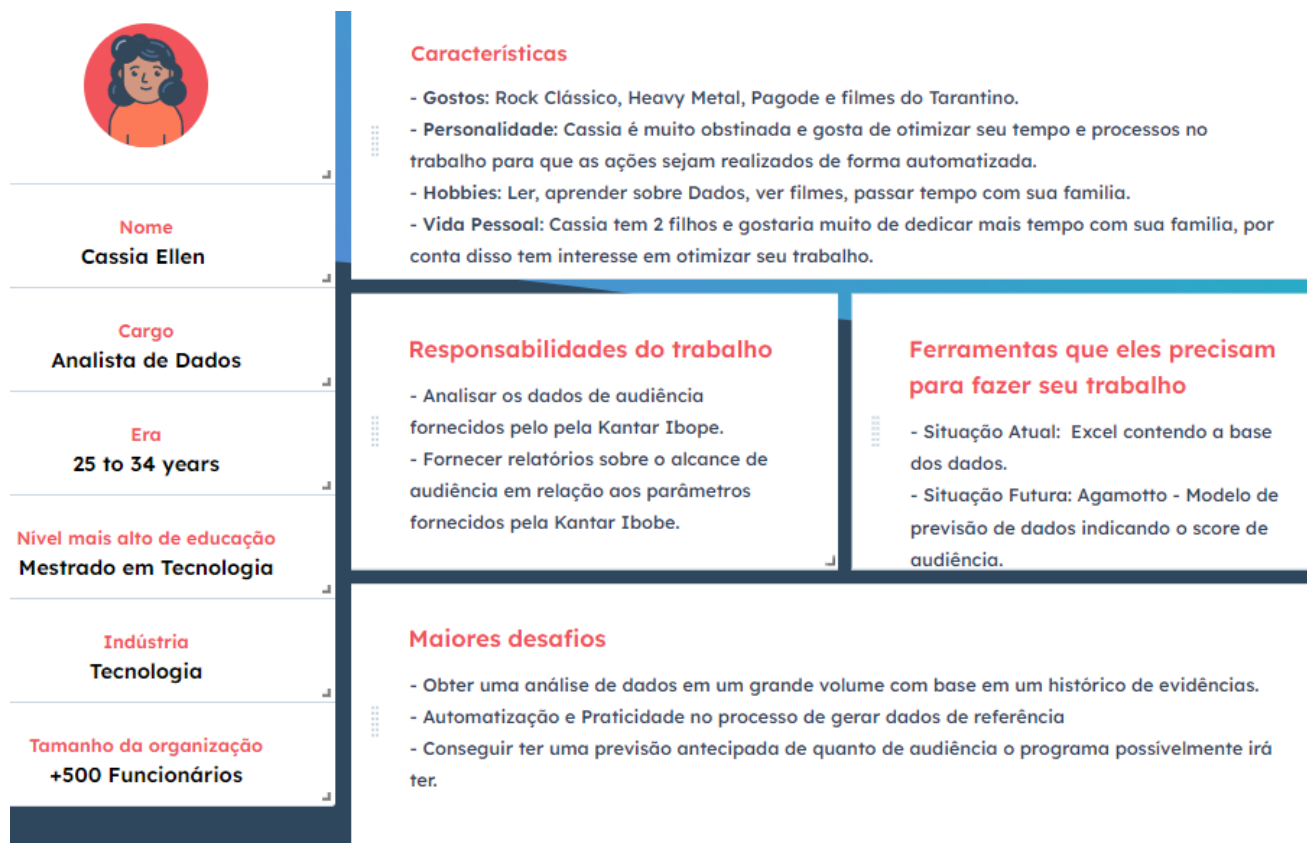 Nome
Cassia Ellen
Cargo
Analista de Dados
Era
25 to 34 years
Nível mais alto de educação
Mestrado em Tecnologia
Indústria
Tecnologia
Tamanho da organização
+500 Funcionários
Características
- Gostos: Rock Clássico, Heavy Metal, Pagode e filmes do Tarantino.
- Personalidade: Cassia é muito obstinada e gosta de otimizar seu tempo e processos no
trabalho para que as ações sejam realizados de forma automatizada.
- Hobbies: Ler, aprender sobre Dados, ver filmes, passar tempo com sua familia.
- Vida Pessoal: Cassia tem 2 filhos e gostaria muito de dedicar mais tempo com sua familia, por
conta disso tem interesse em otimizar seu trabalho.
Responsabilidades do trabalho
- Analisar os dados de audiência
fornecidos pelo pela Kantar Ibope.
- Fornecer relatórios sobre o alcance de
audiência em relação aos parâmetros
fornecidos pela Kantar Ibobe.
Ferramentas que eles precisam
para fazer seu trabalho
- Situação Atual: Excel contendo a base
dos dados.
- Situação Futura: Agamotto - Modelo de
previsão de dados indicando o score de
audiência.
Maiores desafios
- Obter uma análise de dados em um grande volume com base em um histórico de evidências.
- Automatização e Praticidade no processo de gerar dados de referência
- Conseguir ter uma previsão antecipada de quanto de audiência o programa possívelmente irá
ter.